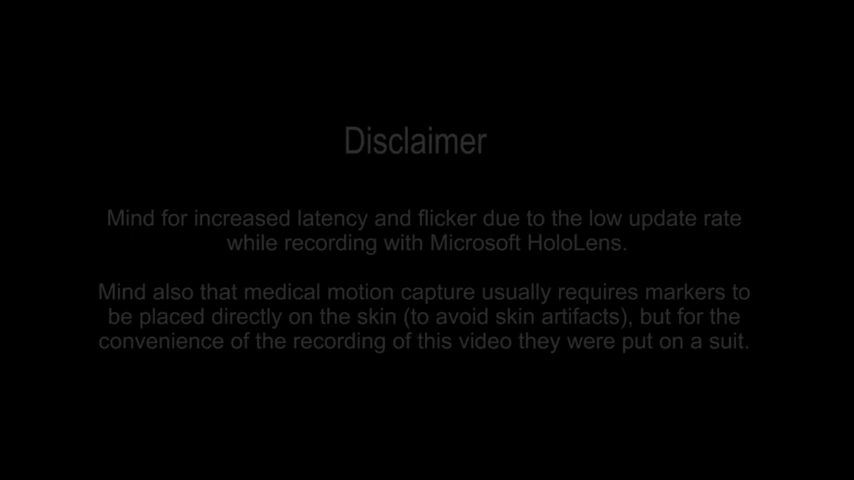 Disclaimer
Mind for increased latency and flicker due to the low update rate
while recording with Microsoft HoloLens.
Mind also that medical motion capture usually requires markers to
be placed directly on the skin (to avoid skin artifacts), but for the
convenience of the recording of this video they were put on a suit.